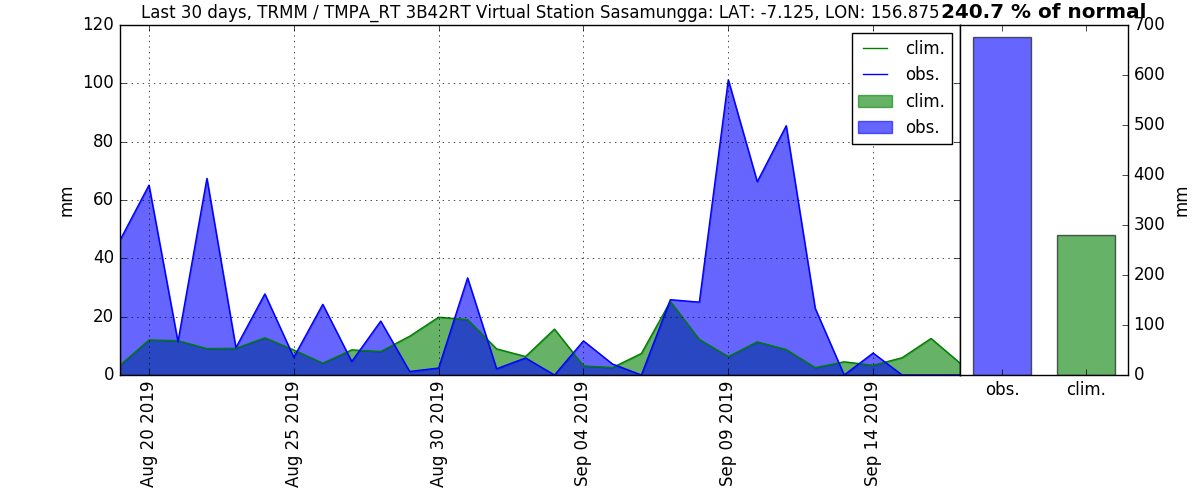 Last 30 days, TRMM / TMPA_RT 3B42RT Virtual Station Sasamungga: LAT: -7.125, LON: 156.875
240.7 % of normal
120
100
80
60
40
20
0
mm
clim.
obs.
clim.
obs.
Aug 20 2019
Aug 25 2019
Aug 30 2019
Sep 04 2019
Sep 09 2019
Sep 14 2019
700
600
500
400
300
200
100
0
mm
obs.
clim.